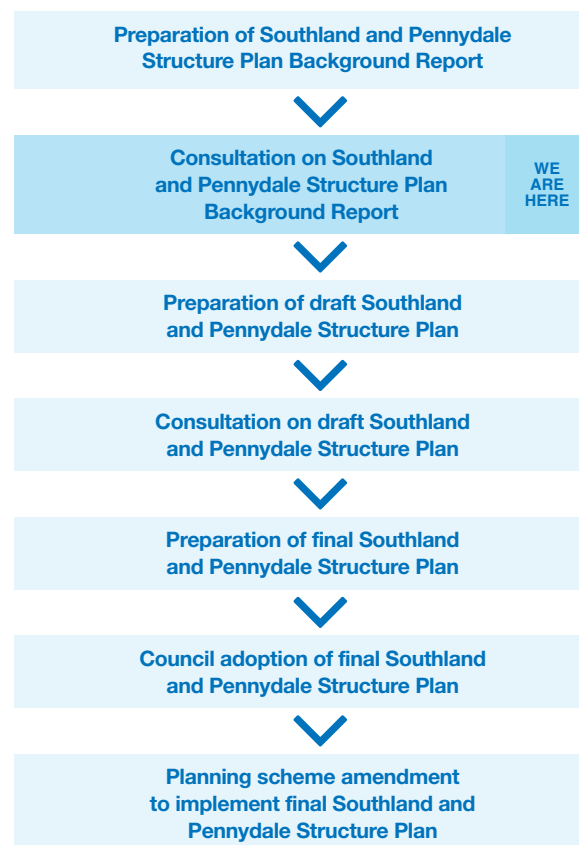 Preparation of Southland and Pennydale
Structure Plan Background Report
Consultation on Southland
and Pennydale Structure Plan
Background Report
WE
ARE
HERE
Preparation of draft Southland
and Pennydale Structure Plan
Consultation on draft Southland
and Pennydale Structure Plan
Preparation of final Southland
and Pennydale Structure Plan
Council adoption of final Southland
and Pennydale Structure Plan
Planning scheme amendment
to implement final Southland and
Pennydale Structure Plan